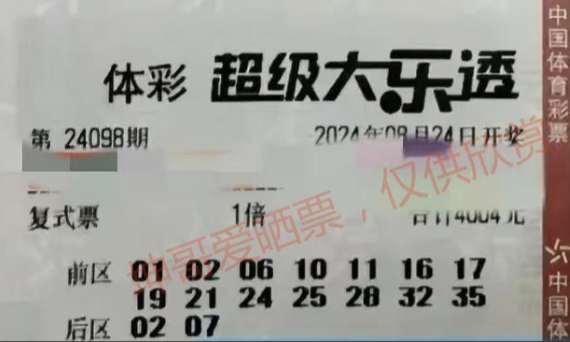 体彩 超级大乐透
第 24098期 2024年08月24日开奖
复式票 1倍 合计4004元
前区 01 02 06 10 11 16 17
19 21 24 25 28 32 35
后区 02 07
中国体育彩票
中国体
爱晒票 仅供欣赏